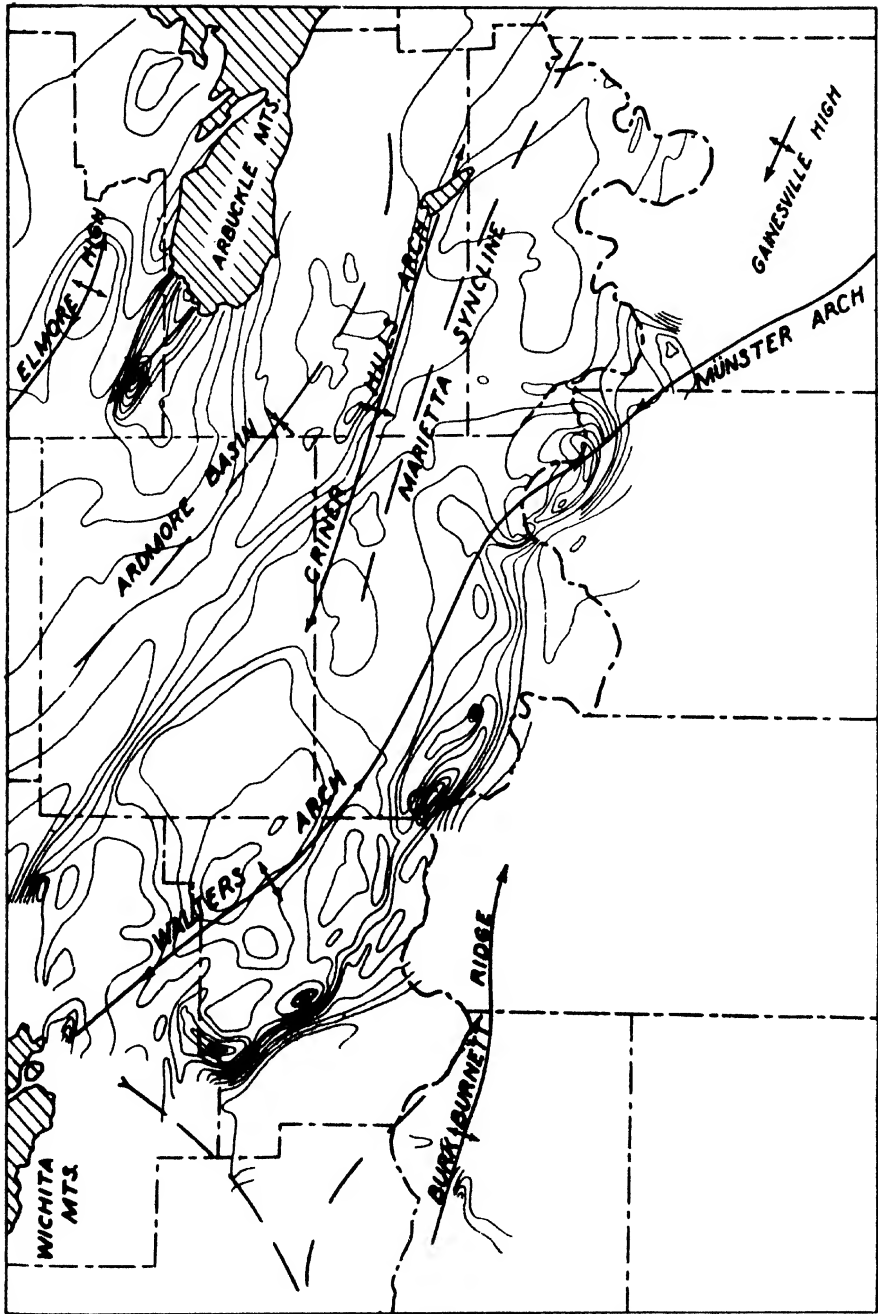 ARBUCKLE MTS.
ELMORE HIGH
GAINESVILLE HIGH
CRINER HILLS ARCH
MARIETTA SYNCLINE
MÜNSTER ARCH
ARDMORE BASIN
WALTERS ARCH
BURKBURNETT RIDGE
WICHITA
MTS.